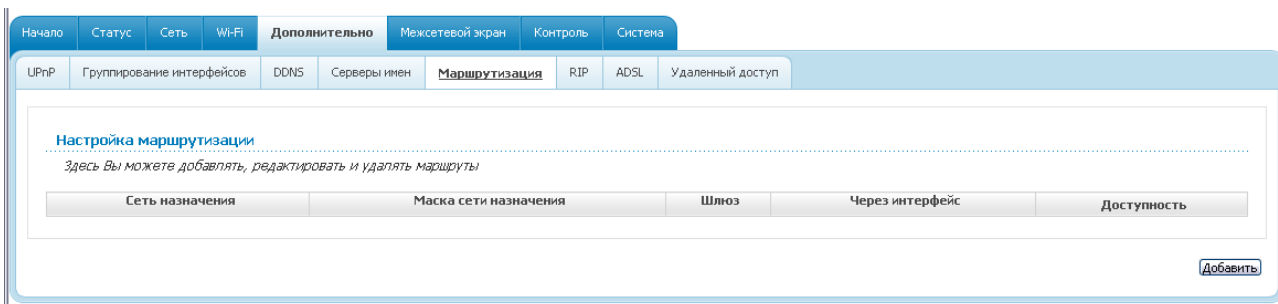 Начало Статус Сеть Wi-Fi Дополнительно Межсетевой экран Контроль Система
UPnP Группирование интерфейсов DDNS Серверы имен Маршрутизация RIP ADSL Удаленный доступ
Настройка маршрутизации
Здесь Вы можете добавлять, редактировать и удалять маршруты
Сеть назначения Маска сети назначения Шлюз Через интерфейс Доступность
Добавить